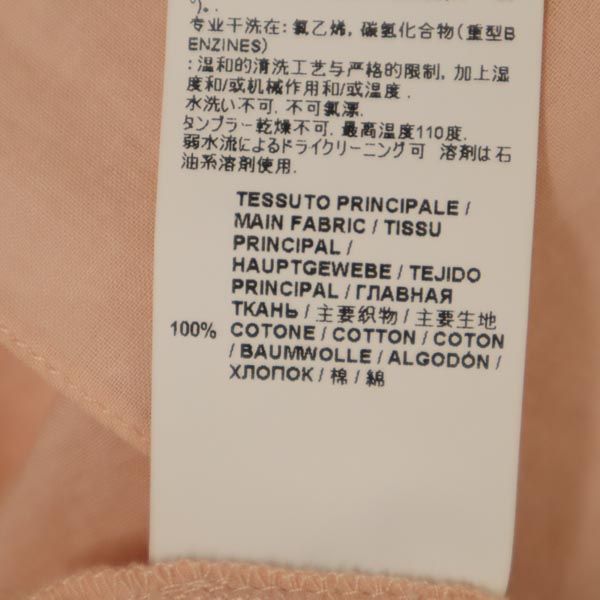 专业干洗在: 氯乙烯, 碳氢化合物(重型B
ENZINES)
:温和的清洗工艺与严格的限制, 加上湿
度和/或机械作用和/或温度.
水洗い不可. 不可氯漂.
タンブラー乾燥不可. 最高温度110度.
弱水流によるドライクリーニング可 溶剤は石
油系溶剤使用.
TESSUTO PRINCIPALE /
MAIN FABRIC / TISSU
PRINCIPAL /
HAUPTGEWEBE / TEJIDO
PRINCIPAL / ГЛАВНАЯ
ТКАНЬ / 主要织物 / 主要生地
100% COTONE / COTTON / COTON
/ BAUMWOLLE / ALGODÓN /
ХЛОПОК / 棉 / 綿